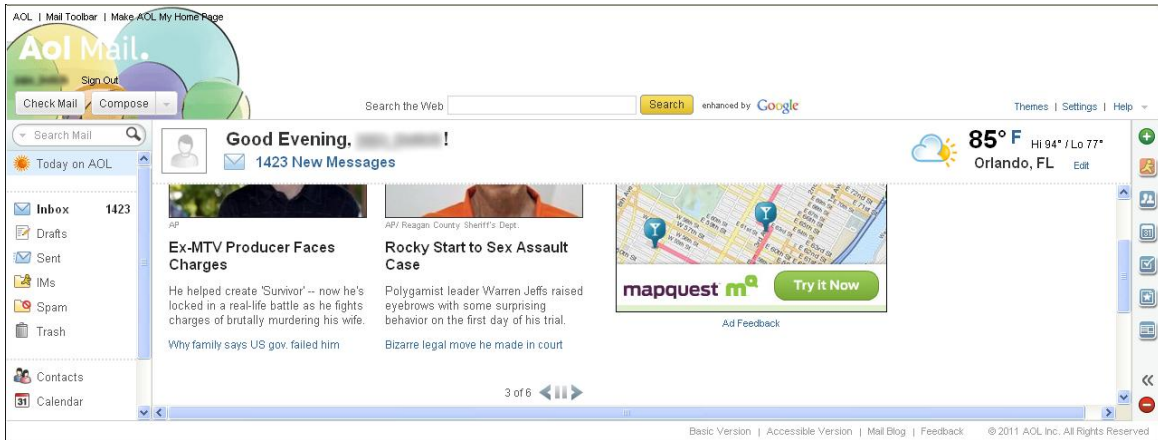 AOL | Mail Toolbar | Make AOL My Home Page
Aol Mail.
Sign Out
Check Mail Compose
Search the Web Search enhanced by Google
Themes | Settings | Help
Search Mail
Good Evening, !
1423 New Messages
85° F Hi 94° / Lo 77°
Orlando, FL Edit
Today on AOL
Inbox 1423
Drafts
Sent
IMs
Spam
Trash
Contacts
31 Calendar
AP
Ex-MTV Producer Faces
Charges
He helped create 'Survivor' -- now he's
locked in a real-life battle as he fights
charges of brutally murdering his wife.
Why family says US gov. failed him
AP/ Reagan County Sheriff's Dept.
Rocky Start to Sex Assault
Case
Polygamist leader Warren Jeffs raised
eyebrows with some surprising
behavior on the first day of his trial.
Bizarre legal move he made in court
3 of 6
mapquest mq Try it Now
Ad Feedback
Basic Version | Accessible Version | Mail Blog | Feedback © 2011 AOL Inc. All Rights Reserved